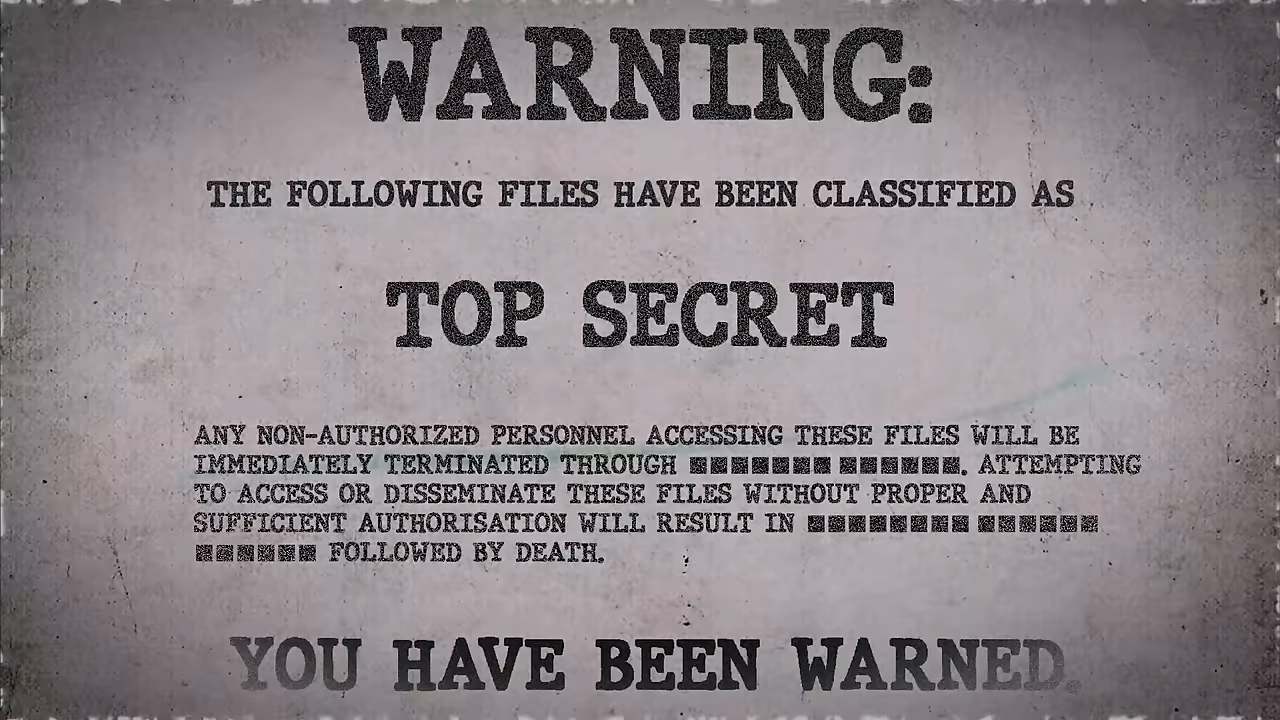 WARNING:
THE FOLLOWING FILES HAVE BEEN CLASSIFIED AS
TOP SECRET
ANY NON-AUTHORIZED PERSONNEL ACCESSING THESE FILES WILL BE
IMMEDIATELY TERMINATED THROUGH ■■■■■■■ ■■■■■■. ATTEMPTING
TO ACCESS OR DISSEMINATE THESE FILES WITHOUT PROPER AND
SUFFICIENT AUTHORISATION WILL RESULT IN ■■■■■■■■ ■■■■■■
■■■■■■ FOLLOWED BY DEATH.
YOU HAVE BEEN WARNED.